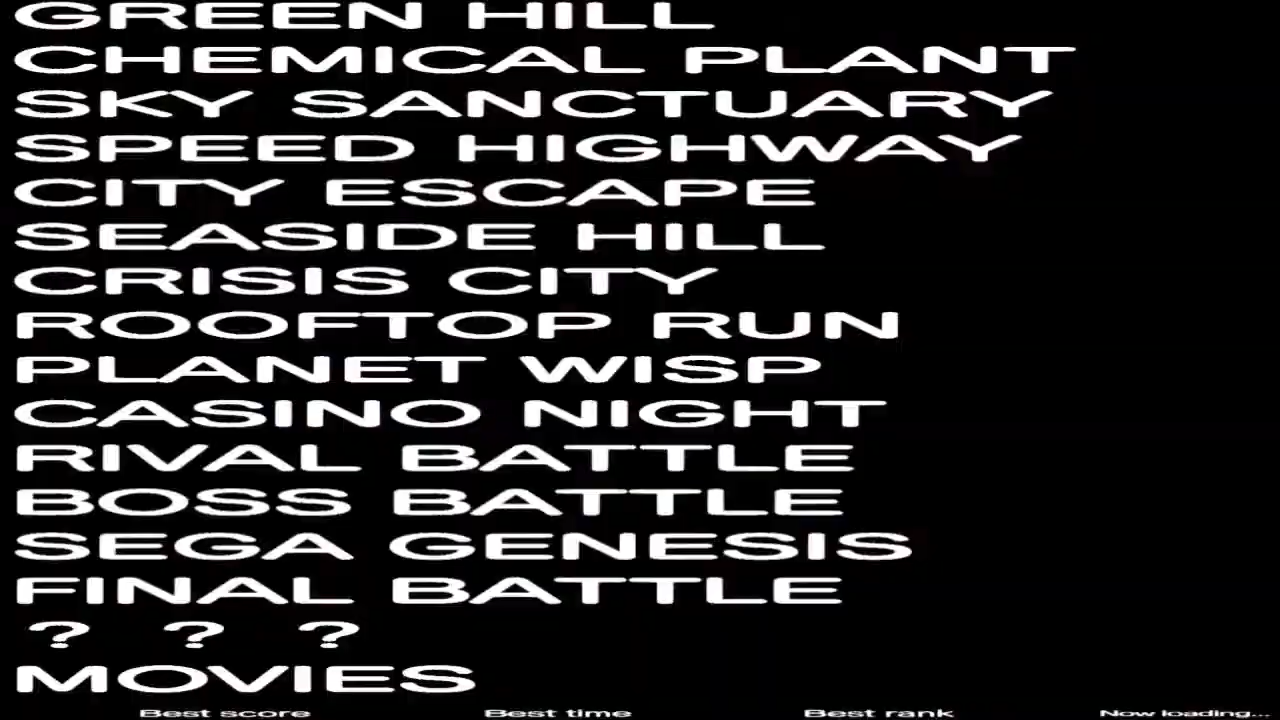 GREEN HILL
CHEMICAL PLANT
SKY SANCTUARY
SPEED HIGHWAY
CITY ESCAPE
SEASIDE HILL
CRISIS CITY
ROOFTOP RUN
PLANET WISP
CASINO NIGHT
RIVAL BATTLE
BOSS BATTLE
SEGA GENESIS
FINAL BATTLE
? ? ?
MOVIES
Best score Best time Best rank Now loading...